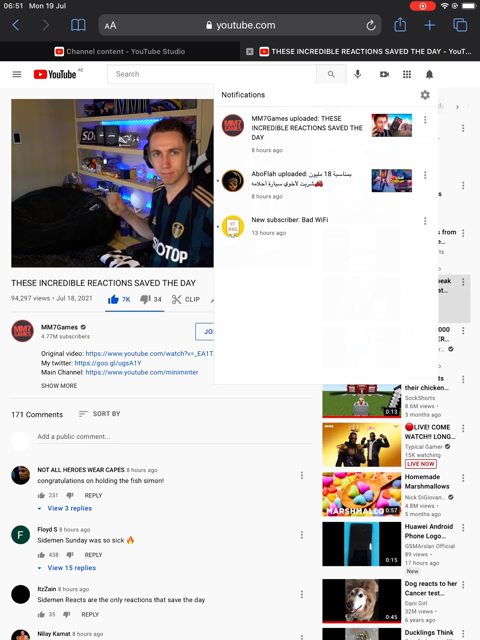 06:51 Mon 19 Jul
AA
youtube.com
Channel content - YouTube Studio
THESE INCREDIBLE REACTIONS SAVED THE DAY - YouT...
YouTube AE
Search
Notifications
MM7Games uploaded: THESE
INCREDIBLE REACTIONS SAVED THE
DAY
8 hours ago
AboFlah uploaded: بمناسبة 18 مليون
شريت لأخوي سيارة أحلامه🚗
8 hours ago
New subscriber: Bad WiFi
13 hours ago
THESE INCREDIBLE REACTIONS SAVED THE DAY
94,297 views • Jul 18, 2021
7K
34
CLIP
MM7Games
4.77M subscribers
Original video: https://www.youtube.com/watch?v=_EA1T
My twitter: https://goo.gl/ugsA1Y
Main Channel: https://www.youtube.com/miniminter
SHOW MORE
171 Comments
SORT BY
Add a public comment...
NOT ALL HEROES WEAR CAPES 8 hours ago
congratulations on holding the fish simon!
231
REPLY
View 3 replies
Floyd S 8 hours ago
Sidemen Sunday was so sick 🔥
438
REPLY
View 15 replies
ItzZain 8 hours ago
Sidemen Reacts are the only reactions that save the day
35
REPLY
Nilay Kamat 8 hours ago
their chicken...
SockShorts
8.6M views •
3 months ago
0:13
🔴LIVE! COME
WATCH!! LONG...
Typical Gamer
15K watching
LIVE NOW
Homemade
Marshmallows
Nick DiGiovan..
4.8M views •
5 months ago
MARSHMALLO
0:57
Huawei Android
Phone Logo...
GSMArslan Official
89 views •
17 hours ago
New
0:15
Dog reacts to her
Cancer test...
Dani Girl
32M views •
6 years ago
0:45
Ducklings Think